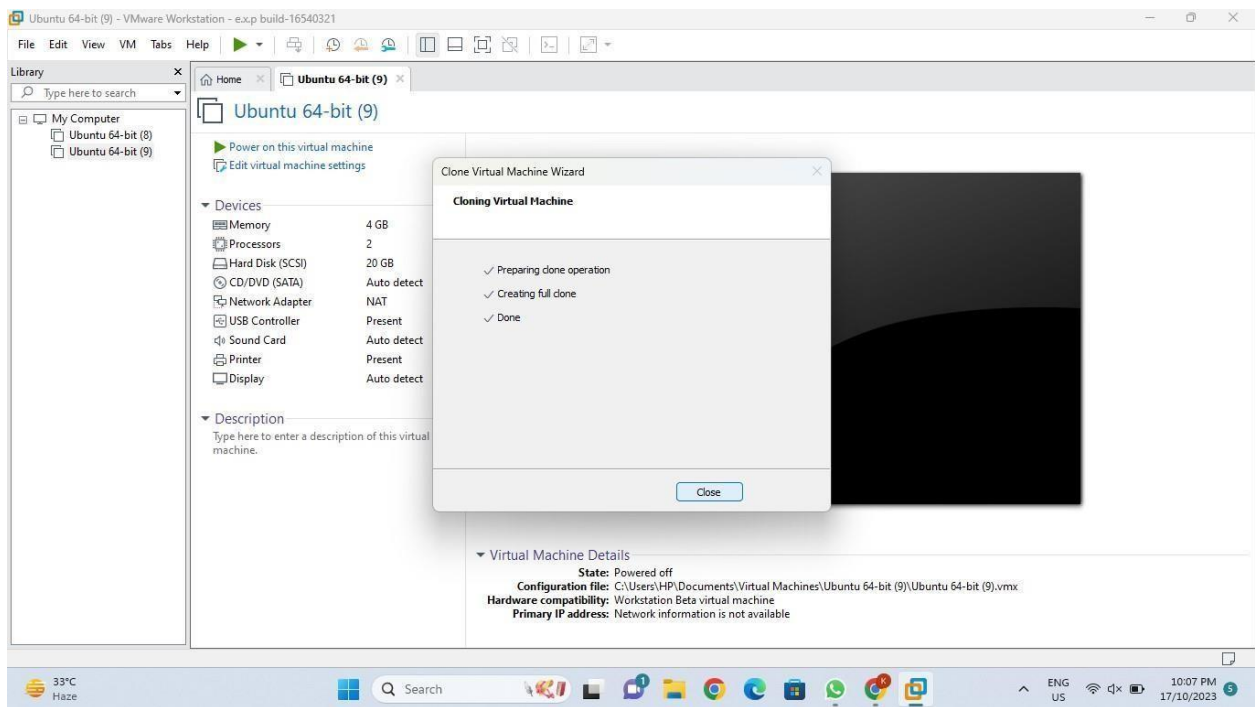 Ubuntu 64-bit (9) - VMware Workstation - e.x.p build-16540321
File Edit View VM Tabs Help
Library
Type here to search
My Computer
Ubuntu 64-bit (8)
Ubuntu 64-bit (9)
Home
Ubuntu 64-bit (9)
Ubuntu 64-bit (9)
Power on this virtual machine
Edit virtual machine settings
Devices
Memory 4 GB
Processors 2
Hard Disk (SCSI) 20 GB
CD/DVD (SATA) Auto detect
Network Adapter NAT
USB Controller Present
Sound Card Auto detect
Printer Present
Display Auto detect
Description
Type here to enter a description of this virtual
machine.
Clone Virtual Machine Wizard
Cloning Virtual Machine
Preparing clone operation
Creating full clone
Done
Close
Virtual Machine Details
State: Powered off
Configuration file: C:\Users\HP\Documents\Virtual Machines\Ubuntu 64-bit (9)\Ubuntu 64-bit (9).vmx
Hardware compatibility: Workstation Beta virtual machine
Primary IP address: Network information is not available
33°C
Haze
Search
1
K
ENG
US
10:07 PM
17/10/2023
5